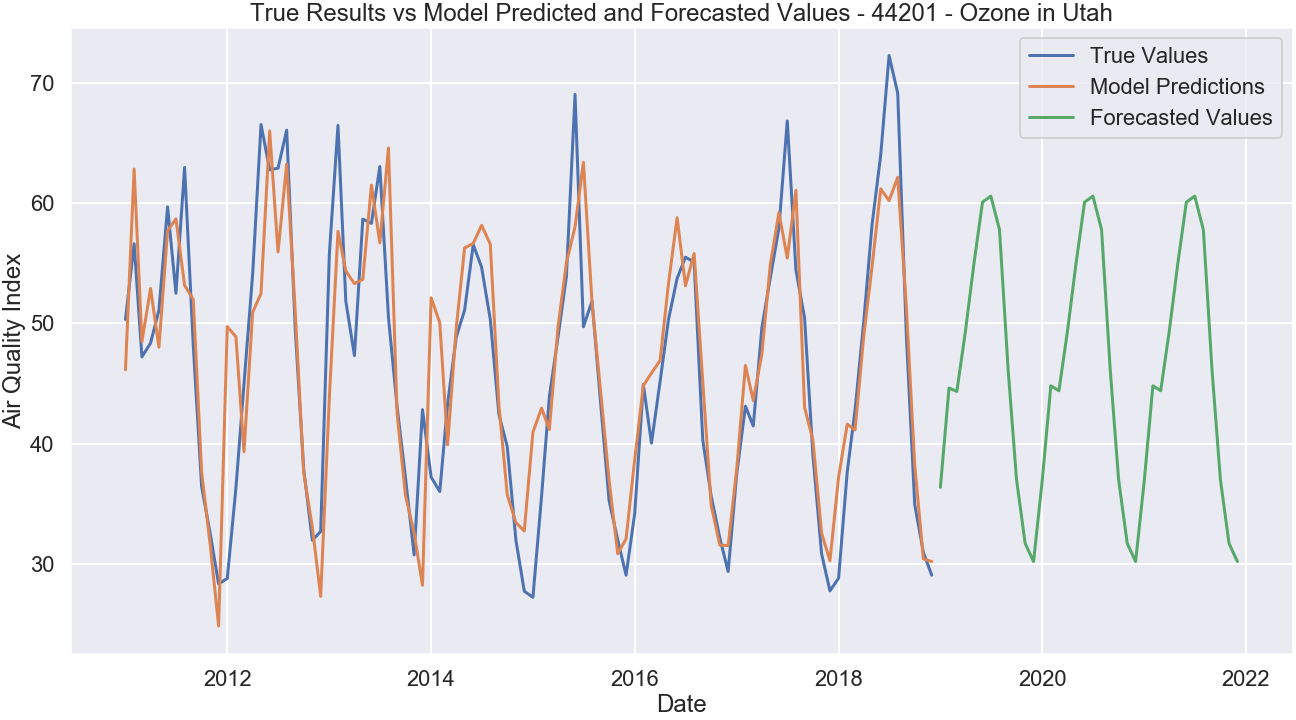 True Results vs Model Predicted and Forecasted Values - 44201 - Ozone in Utah
True Values
Model Predictions
Forecasted Values
Air Quality Index
70
60
50
40
30
2012
2014
2016
2018
2020
2022
Date